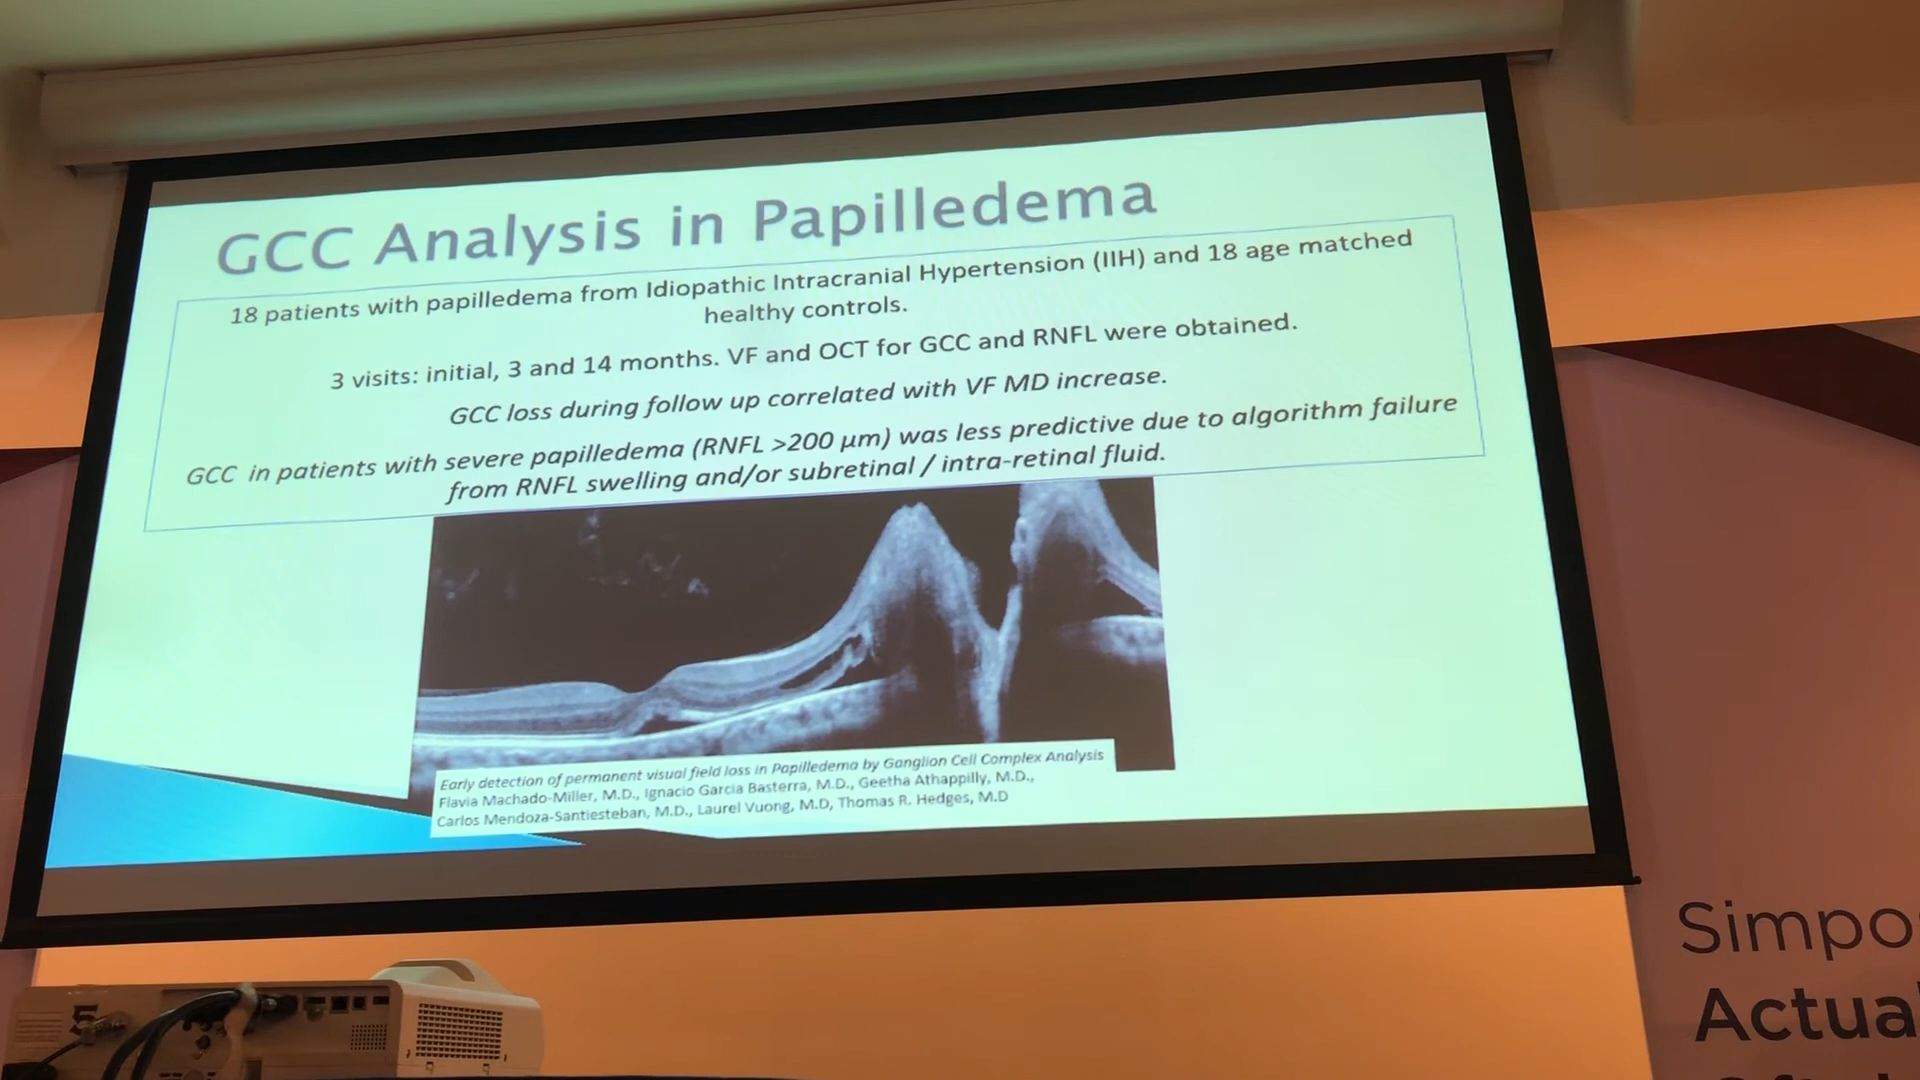 GCC Analysis in Papilledema
18 patients with papilledema from Idiopathic Intracranial Hypertension (IIH) and 18 age matched
healthy controls.
3 visits: initial, 3 and 14 months. VF and OCT for GCC and RNFL were obtained.
GCC loss during follow up correlated with VF MD increase.
GCC in patients with severe papilledema (RNFL >200 µm) was less predictive due to algorithm failure
from RNFL swelling and/or subretinal / intra-retinal fluid.
Early detection of permanent visual field loss in Papilledema by Ganglion Cell Complex Analysis
Flavia Machado-Miller, M.D., Ignacio Garcia Basterra, M.D., Geetha Athappilly, M.D.,
Carlos Mendoza-Santiesteban, M.D., Laurel Vuong, M.D, Thomas R. Hedges, M.D
5
Simpo
Actua